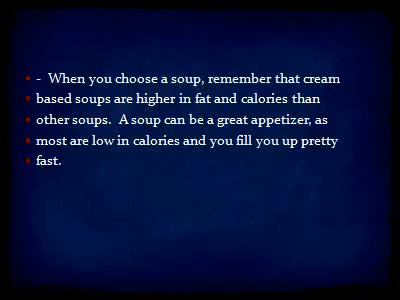 - When you choose a soup, remember that cream
based soups are higher in fat and calories than
other soups. A soup can be a great appetizer, as
most are low in calories and you fill you up pretty
fast.